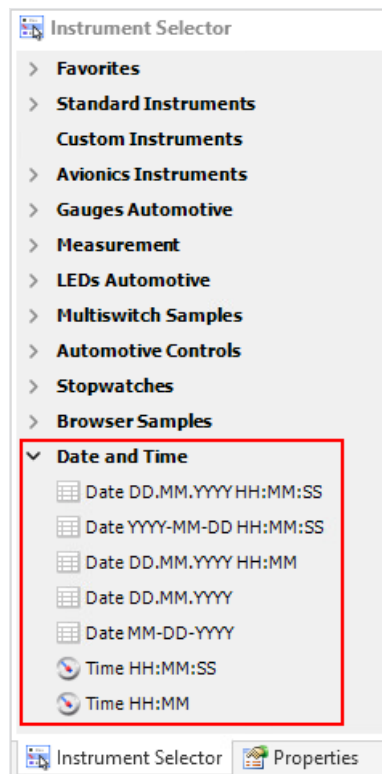 Instrument Selector
Favorites
Standard Instruments
Custom Instruments
Avionics Instruments
Gauges Automotive
Measurement
LEDs Automotive
Multiswitch Samples
Automotive Controls
Stopwatches
Browser Samples
Date and Time
Date DD.MM.YYYY HH:MM:SS
Date YYYY-MM-DD HH:MM:SS
Date DD.MM.YYYY HH:MM
Date DD.MM.YYYY
Date MM-DD-YYYY
Time HH:MM:SS
Time HH:MM
Instrument Selector Properties